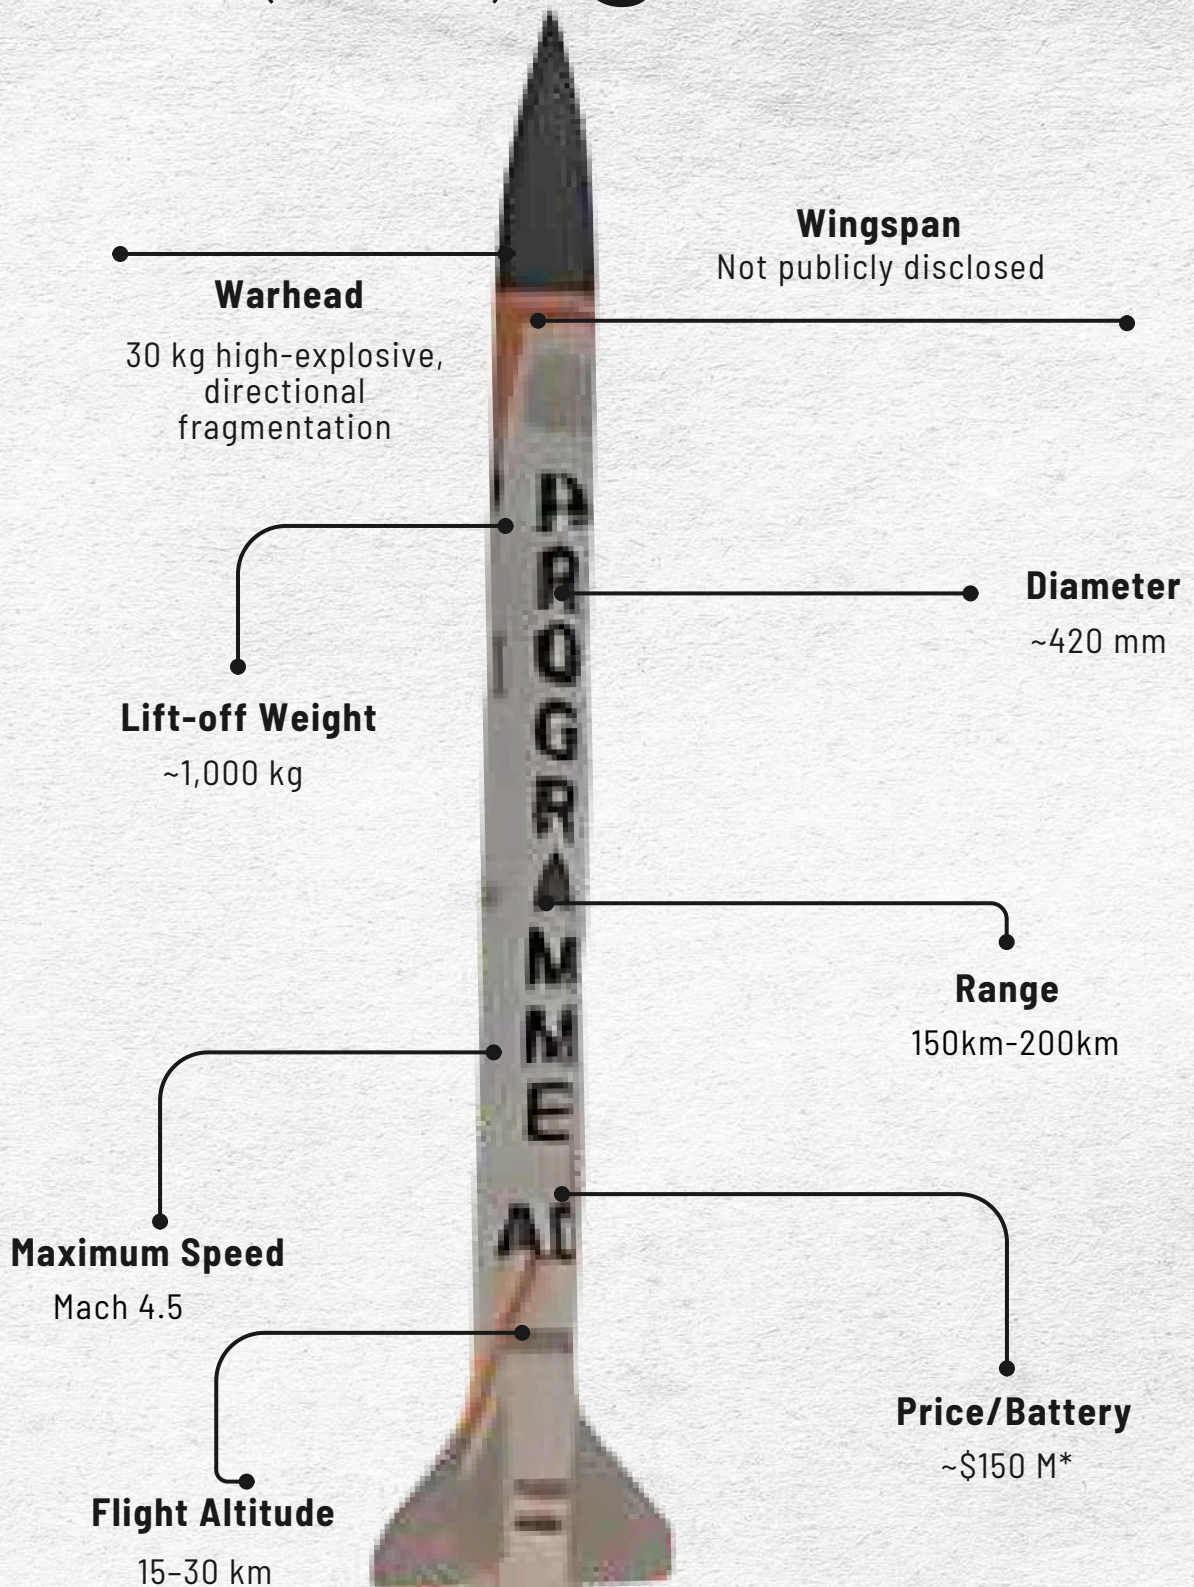 Wingspan
Not publicly disclosed
Warhead
30 kg high-explosive,
directional
fragmentation
Diameter
~420 mm
Lift-off Weight
~1,000 kg
PROGRAMME
AD
Range
150km-200km
Maximum Speed
Mach 4.5
Price/Battery
~$150 M*
Flight Altitude
15–30 km